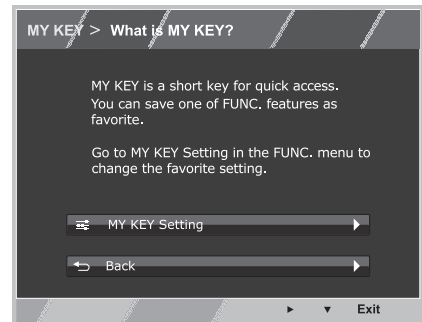 MY KEY > What is MY KEY?
MY KEY is a short key for quick access.
You can save one of FUNC. features as
favorite.
Go to MY KEY Setting in the FUNC. menu to
change the favorite setting.
MY KEY Setting
Back
Exit